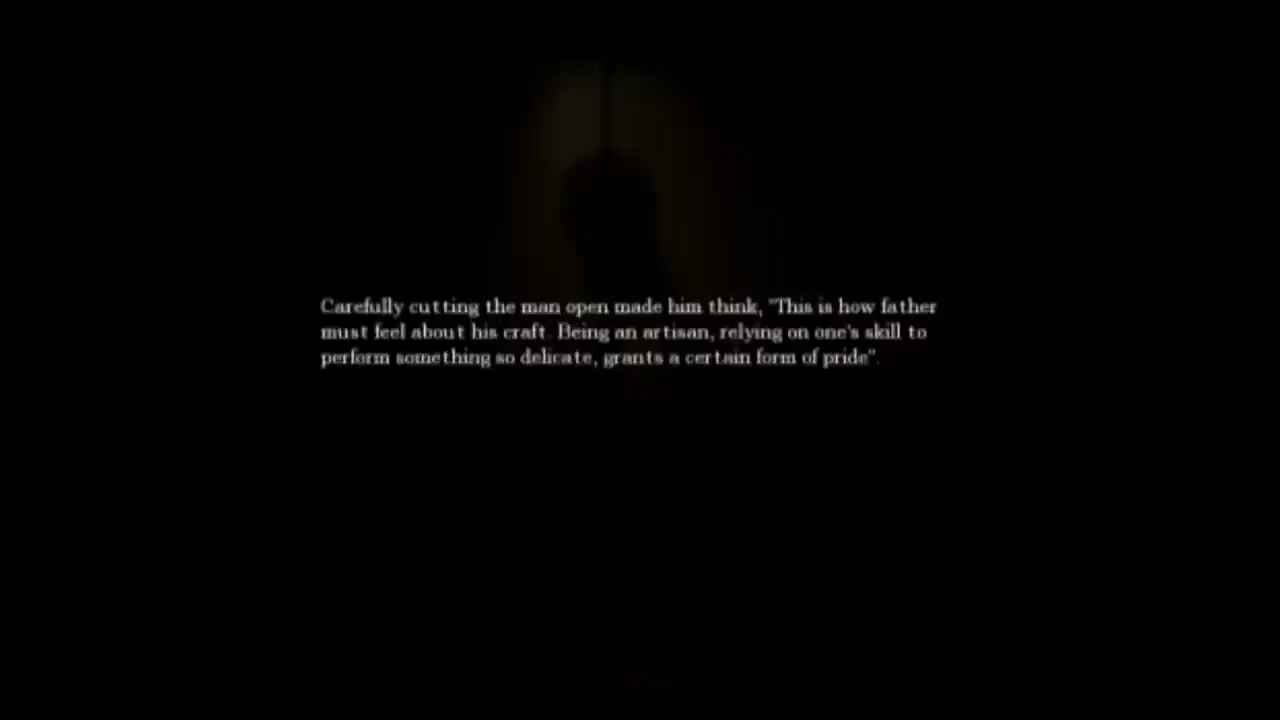 Carefully cutting the man open made him think, "This is how father
must feel about his craft. Being an artisan, relying on one's skill to
perform something so delicate, grants a certain form of pride".